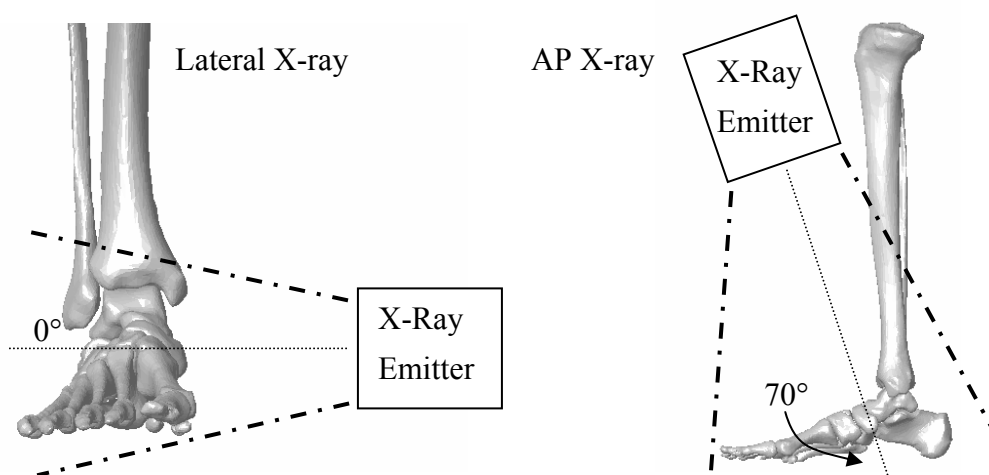 Lateral X-ray
0°
X-Ray
Emitter
AP X-ray
X-Ray
Emitter
70°